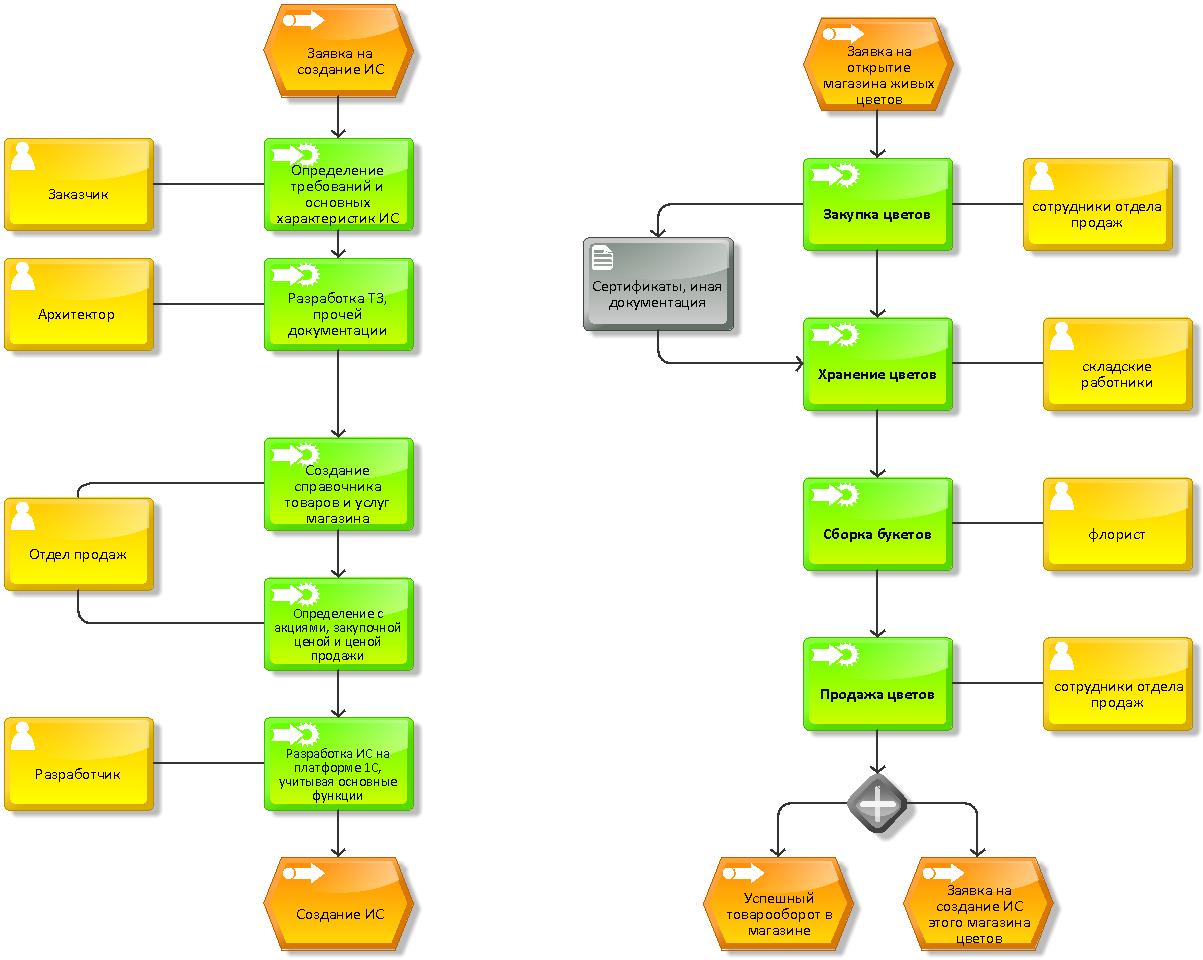 Заявка на
создание ИС
Заказчик
Определение
требований и
основных
характеристик ИС
Архитектор
Разработка ТЗ,
прочей
документации
Создание
справочника
товаров и услуг
магазина
Отдел продаж
Определение с
акциями, закупочной
ценой и ценой
продажи
Разработчик
Разработка ИС на
платформе 1С,
учитывая основные
функции
Создание ИС
Заявка на
открытие
магазина живых
цветов
Закупка цветов
сотрудники отдела
продаж
Сертификаты, иная
документация
Хранение цветов
складские
работники
Сборка букетов
флорист
Продажа цветов
сотрудники отдела
продаж
Успешный
товарооборот в
магазине
Заявка на
создание ИС
этого магазина
цветов